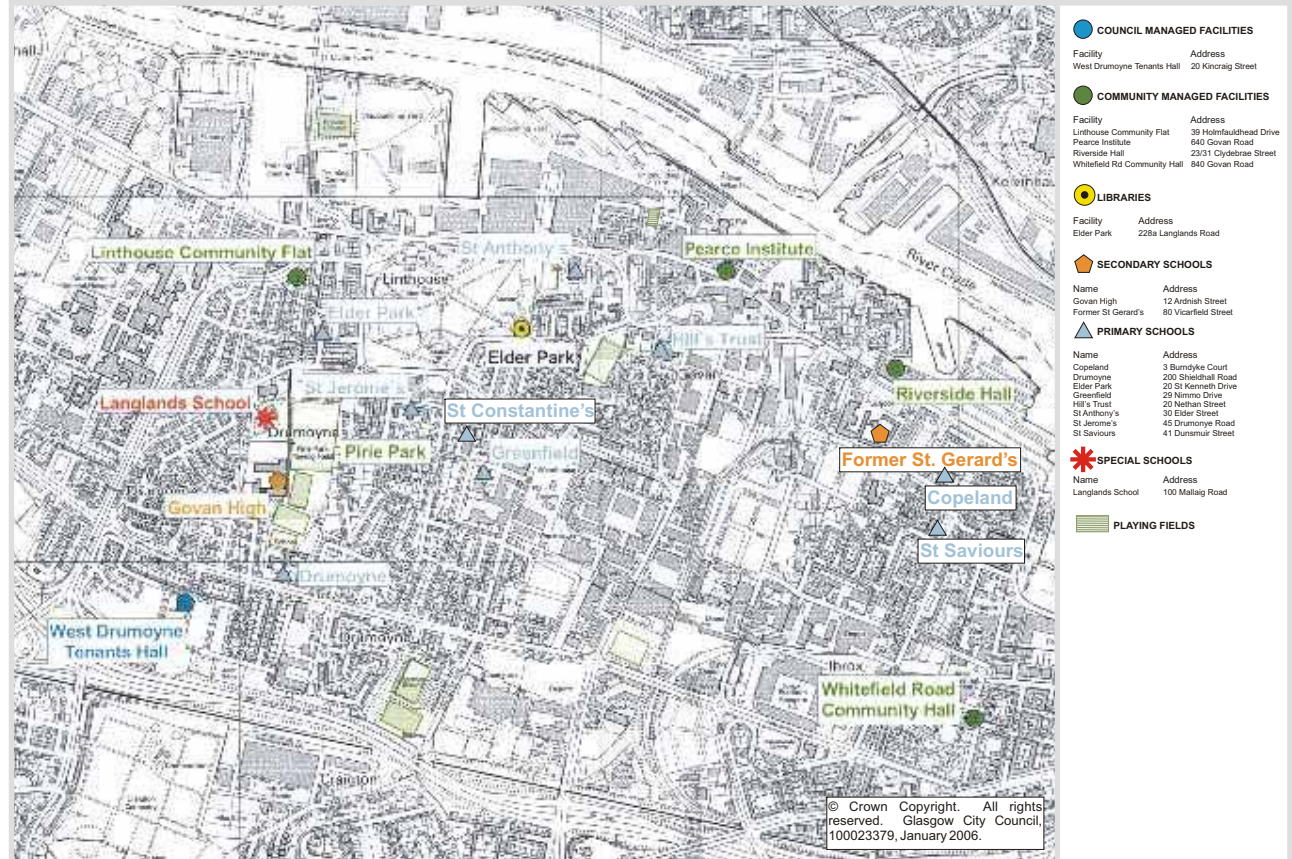 Linthouse Community Flat
St Anthony's
Pearce Institute
Linthouse
River Clyde
Elder Park
Elder Park
Hill's Trust
St Jerome's
Langlands School
St Constantine's
Riverside Hall
Drumoyne
Pirie Park
Greenfield
Former St. Gerard's
Govan High
Copeland
St Saviours
Drumoyne
West Drumoyne
Tenants Hall
Drumoyne
Ibrox
Whitefield Road
Community Hall
Craigton
© Crown Copyright. All rights
reserved. Glasgow City Council,
100023379, January 2006.
COUNCIL MANAGED FACILITIES
Facility Address
West Drumoyne Tenants Hall 20 Kincraig Street
COMMUNITY MANAGED FACILITIES
Facility Address
Linthouse Community Flat 39 Holmfauldhead Drive
Pearce Institute 640 Govan Road
Riverside Hall 23/31 Clydebrae Street
Whitefield Rd Community Hall 840 Govan Road
LIBRARIES
Facility Address
Elder Park 228a Langlands Road
SECONDARY SCHOOLS
Name Address
Govan High 12 Ardnish Street
Former St Gerard's 80 Vicarfield Street
PRIMARY SCHOOLS
Name Address
Copeland 3 Burndyke Court
Drumoyne 200 Shieldhall Road
Elder Park 20 St Kenneth Drive
Greenfield 29 Nimmo Drive
Hill's Trust 20 Nethan Street
St Anthony's 30 Elder Street
St Jerome's 45 Drumonye Road
St Saviours 41 Dunsmuir Street
SPECIAL SCHOOLS
Name Address
Langlands School 100 Mallaig Road
PLAYING FIELDS